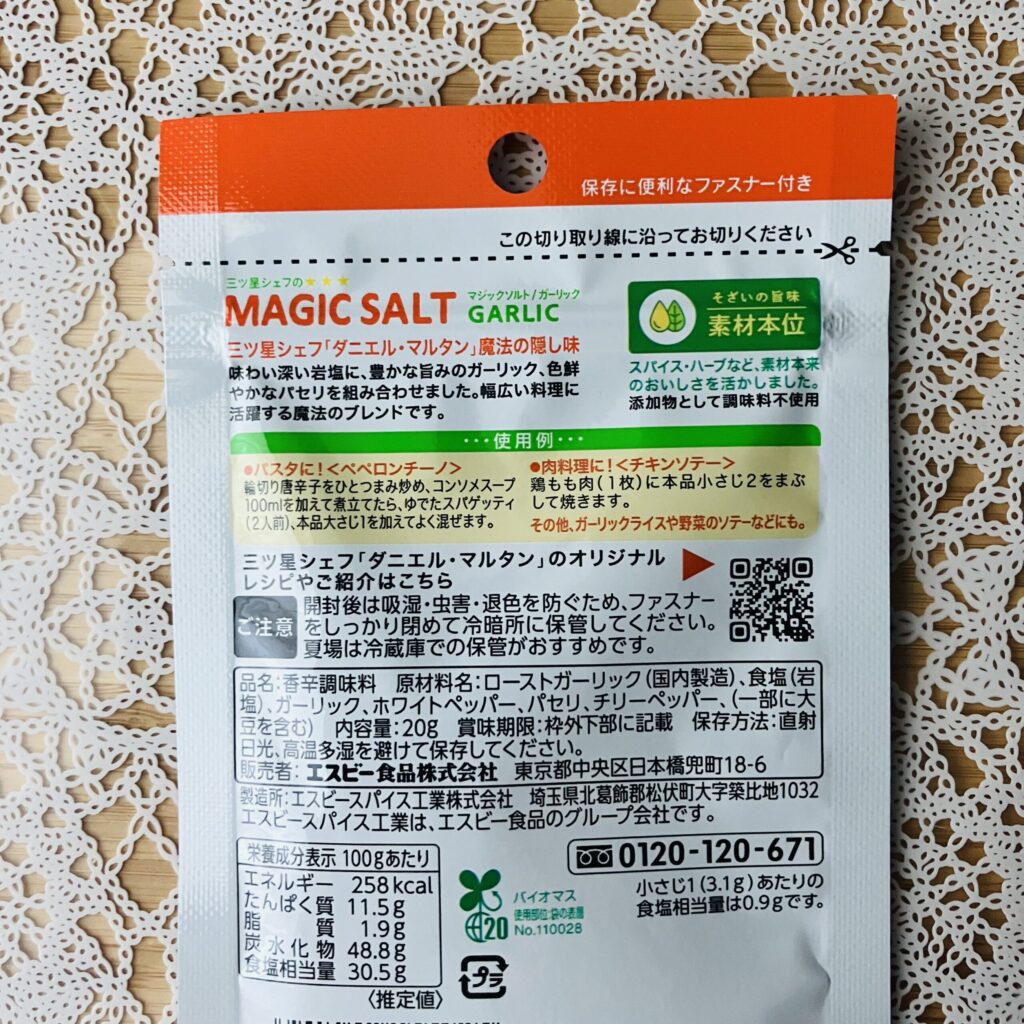 保存に便利なファスナー付き
この切り取り線に沿ってお切りください
三ツ星シェフの★★★
MAGIC SALT
マジックソルト/ガーリック
GARLIC
三ツ星シェフ「ダニエル・マルタン」魔法の隠し味
味わい深い岩塩に、豊かな旨みのガーリック、色鮮
やかなパセリを組み合わせました。幅広い料理に
活躍する魔法のブレンドです。
そざいの旨味
素材本位
スパイス・ハーブなど、素材本来
のおいしさを活かしました。
添加物として調味料不使用
・・・使用例・・・
●パスタに!<ペペロンチーノ>
輪切り唐辛子をひとつまみ炒め、コンソメスープ
100mlを加えて煮立てたら、ゆでたスパゲッティ
(2人前)、本品大さじ1を加えてよく混ぜます。
●肉料理に!<チキンソテー>
鶏もも肉(1枚)に本品小さじ2をまぶ
して焼きます。
その他、ガーリックライスや野菜のソテーなどにも。
三ツ星シェフ「ダニエル・マルタン」のオリジナル
レシピやご紹介はこちら
ご注意
開封後は吸湿・虫害・退色を防ぐため、ファスナー
をしっかり閉めて冷暗所に保管してください。
夏場は冷蔵庫での保管がおすすめです。
品名:香辛調味料 原材料名:ローストガーリック(国内製造)、食塩(岩
塩)、ガーリック、ホワイトペッパー、パセリ、チリーペッパー、(一部に大
豆を含む) 内容量:20g 賞味期限:枠外下部に記載 保存方法:直射
日光、高温多湿を避けて保存してください。
販売者:エスビー食品株式会社 東京都中央区日本橋兜町18-6
製造所:エスビースパイス工業株式会社 埼玉県北葛飾郡松伏町大字築比地1032
エスビースパイス工業は、エスビー食品のグループ会社です。
栄養成分表示 100gあたり
エネルギー 258kcal
たんぱく質 11.5g
脂質 1.9g
炭水化物 48.8g
食塩相当量 30.5g
〈推定値〉
0120-120-671
小さじ1(3.1g)あたりの
食塩相当量は0.9gです。
20
バイオマス
使用部位:袋の表層
No.110028
プラ